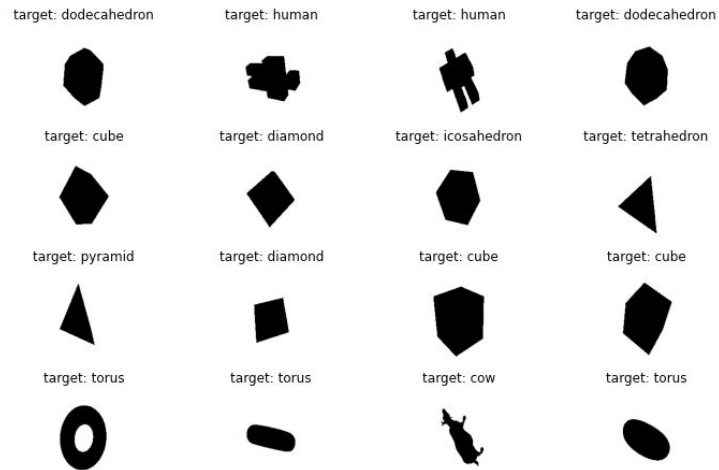 target: dodecahedron target: human target: human target: dodecahedron
target: cube target: diamond target: icosahedron target: tetrahedron
target: pyramid target: diamond target: cube target: cube
target: torus target: torus target: cow target: torus